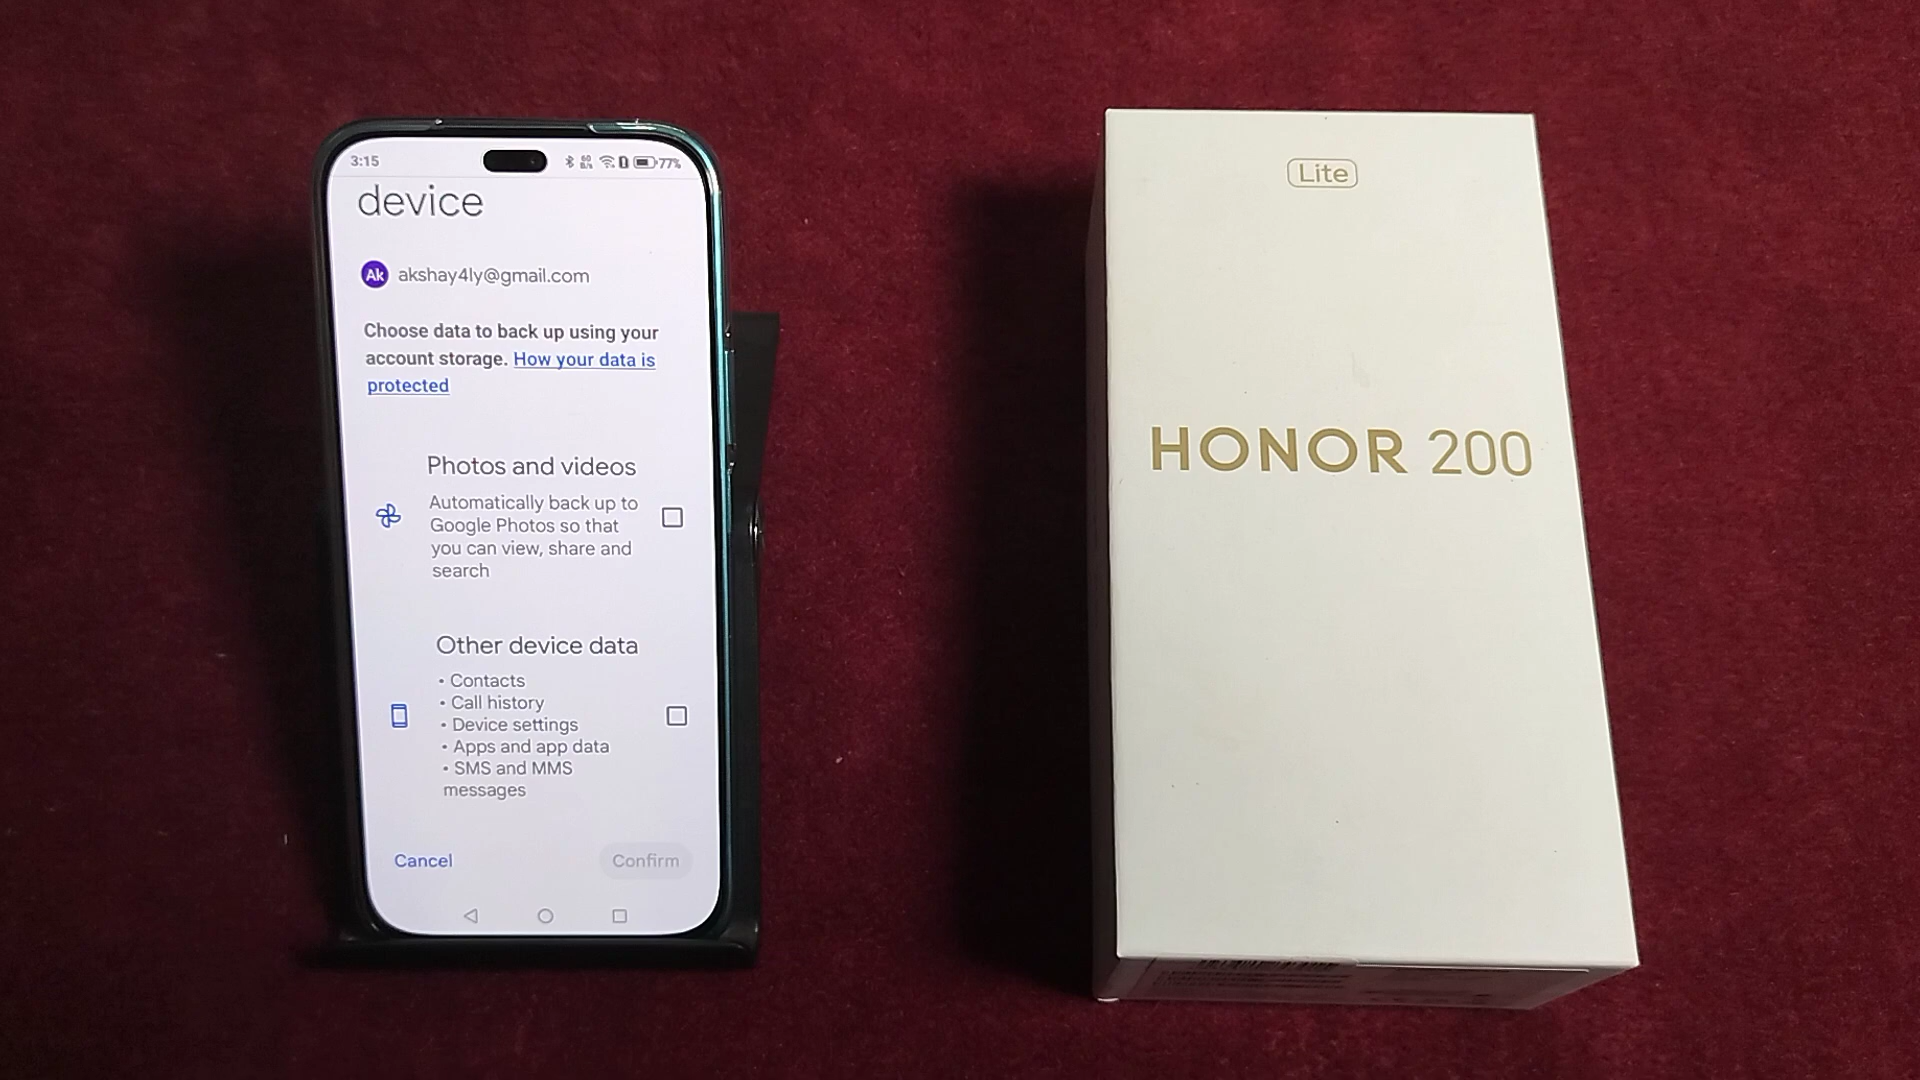 3:15
77%
device
Ak akshay4ly@gmail.com
Choose data to back up using your
account storage. How your data is
protected
Photos and videos
Automatically back up to
Google Photos so that
you can view, share and
search
Other device data
• Contacts
• Call history
• Device settings
• Apps and app data
• SMS and MMS
messages
Cancel
Confirm
Lite
HONOR 200